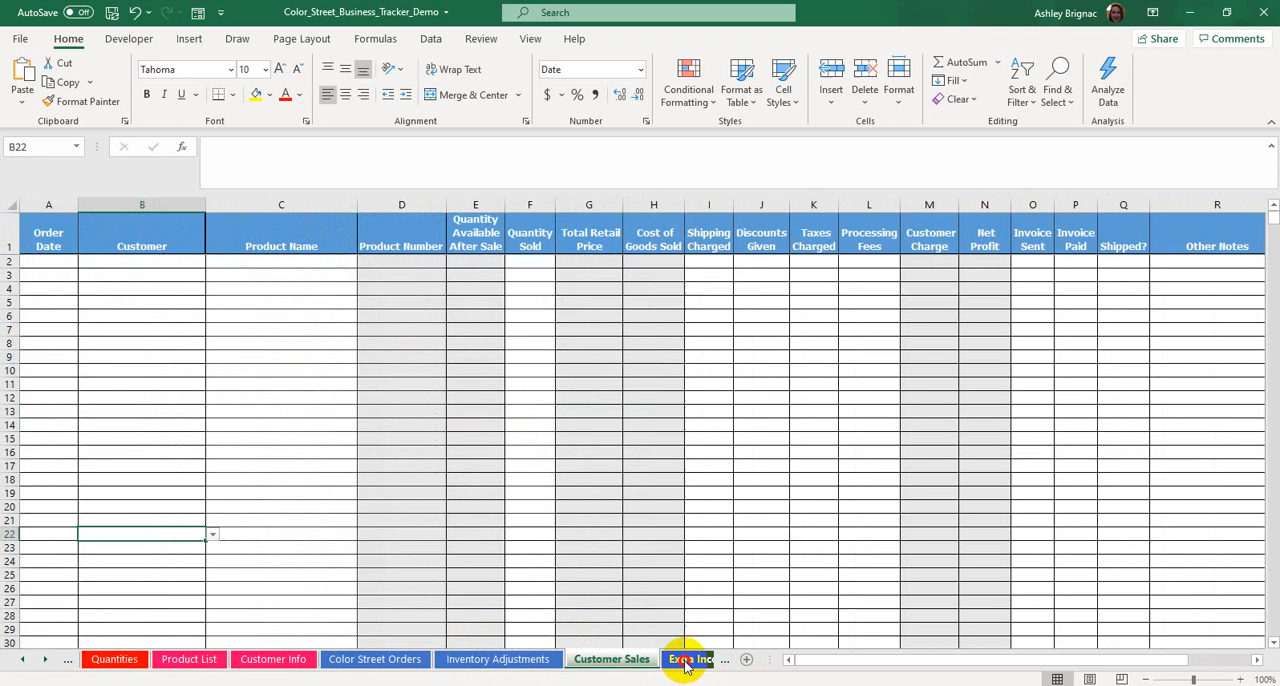 AutoSave Off Color_Street_Business_Tracker_Demo Search Ashley Brignac
File Home Developer Insert Draw Page Layout Formulas Data Review View Help Share Comments
Paste Cut Copy Format Painter Clipboard
Tahoma 10 A A B I U A Font
Wrap Text Merge & Center Alignment
Date $ % 9 Number
Conditional Formatting Format as Table Cell Styles Styles
Insert Delete Format Cells
AutoSum Fill Clear Sort & Filter Find & Select Editing
Analyze Data Analysis
B22 fx
A B C D E F G H I J K L M N O P Q R
1 Order Date Customer Product Name Product Number Quantity Available After Sale Quantity Sold Total Retail Price Cost of Goods Sold Shipping Charged Discounts Given Taxes Charged Processing Fees Customer Charge Net Profit Invoice Sent Invoice Paid Shipped? Other Notes
2
3
4
5
6
7
8
9
10
11
12
13
14
15
16
17
18
19
20
21
22
23
24
25
26
27
28
29
30
... Quantities Product List Customer Info Color Street Orders Inventory Adjustments Customer Sales ...
100%